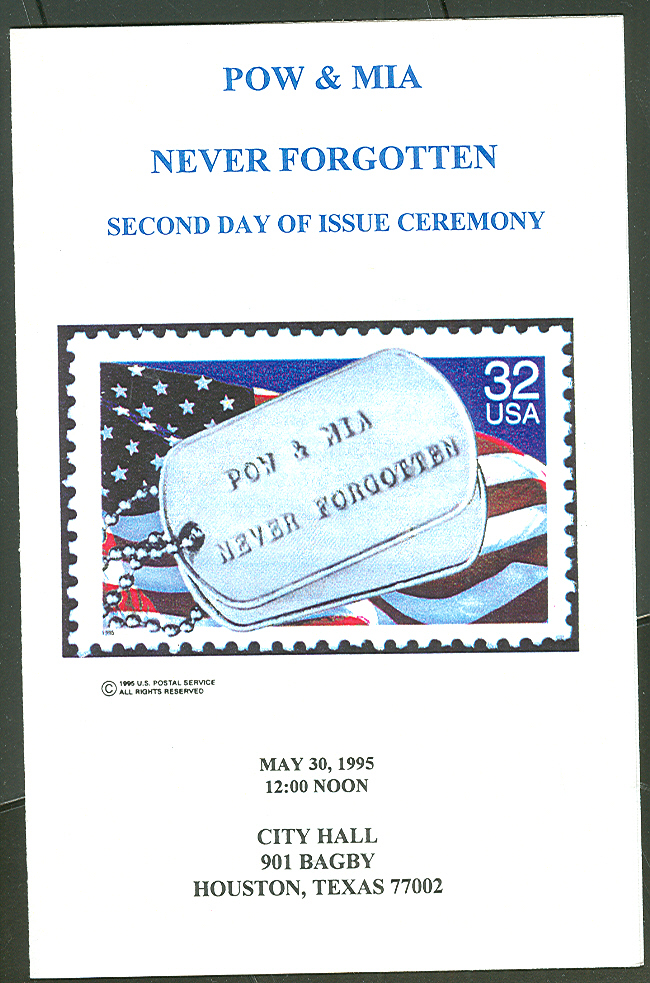 POW & MIA
NEVER FORGOTTEN
SECOND DAY OF ISSUE CEREMONY
32
USA
POW & MIA
NEVER FORGOTTEN
1995
© 1995 U.S. POSTAL SERVICE
ALL RIGHTS RESERVED
MAY 30, 1995
12:00 NOON
CITY HALL
901 BAGBY
HOUSTON, TEXAS 77002